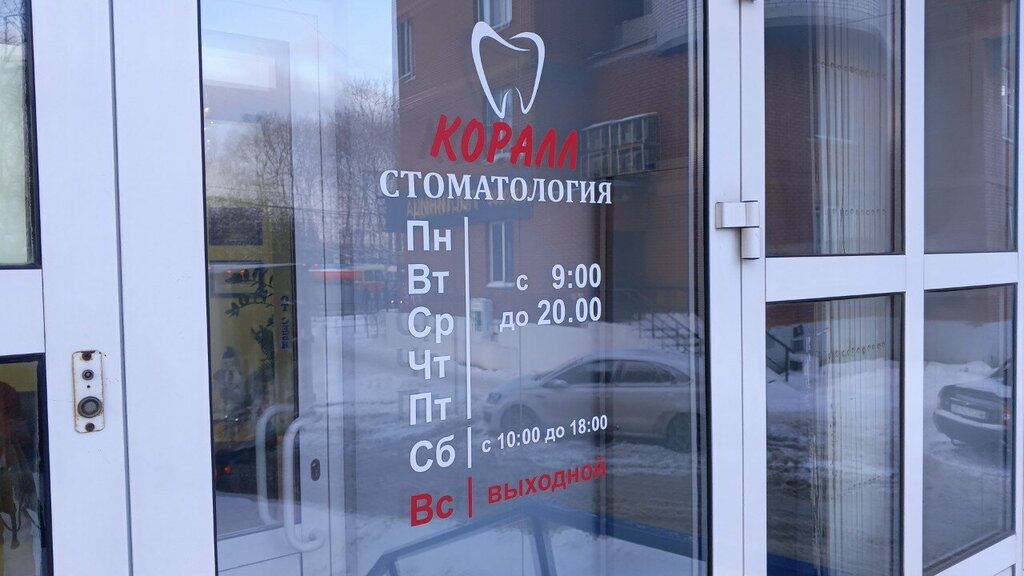 КОРАЛЛ
СТОМАТОЛОГИЯ
Пн
Вт
с 9:00
Ср
до 20.00
Чт
Пт
Сб с 10:00 до 18:00
Вс выходной